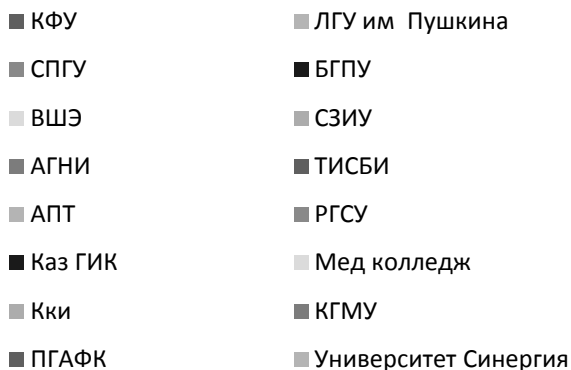 КФУ
ЛГУ им Пушкина
СПГУ
БГПУ
ВШЭ
СЗИУ
АГНИ
ТИСБИ
АПТ
РГСУ
Каз ГИК
Мед колледж
Кки
КГМУ
ПГАФК
Университет Синергия